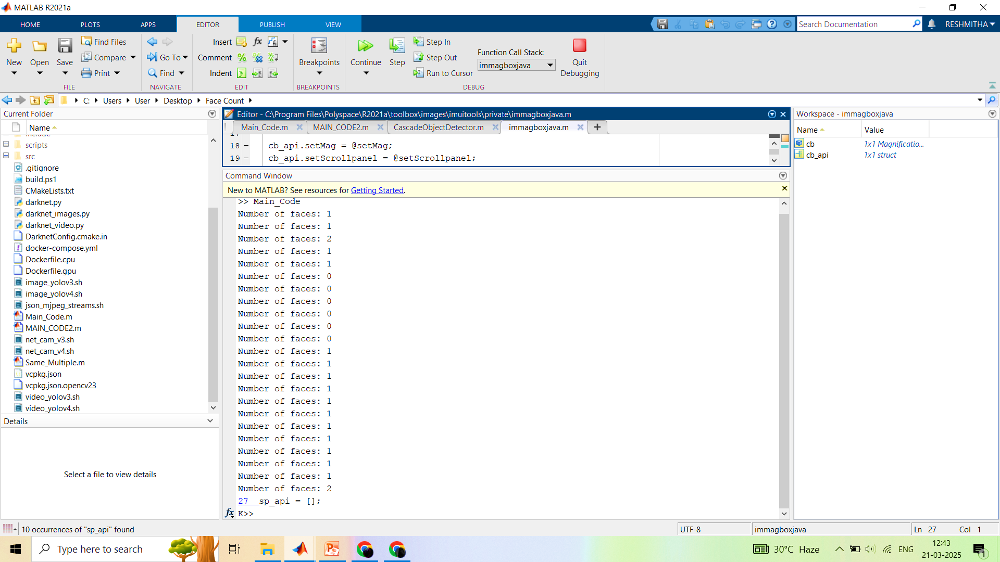 MATLAB R2021a
HOME PLOTS APPS EDITOR PUBLISH VIEW
Search Documentation
RESHMITHA
New Open Save
Find Files
Compare
Print
FILE
Go To
Find
NAVIGATE
Insert
Comment
Indent
EDIT
Breakpoints
BREAKPOINTS
Continue
Step
Step In
Step Out
Run to Cursor
Function Call Stack:
immagboxjava
Quit Debugging
DEBUG
C: Users User Desktop Face Count
Current Folder
Name
scripts
src
.gitignore
build.ps1
CMakeLists.txt
darknet.py
darknet_images.py
darknet_video.py
DarknetConfig.cmake.in
docker-compose.yml
Dockerfile.cpu
Dockerfile.gpu
image_yolov3.sh
image_yolov4.sh
json_mjpeg_streams.sh
Main_Code.m
MAIN_CODE2.m
net_cam_v3.sh
net_cam_v4.sh
Same_Multiple.m
vcpkg.json
vcpkg.json.opencv23
video_yolov3.sh
video_yolov4.sh
Details
Select a file to view details
Editor - C:\Program Files\Polyspace\R2021a\toolbox\images\imuitools\private\immagboxjava.m
Main_Code.m MAIN_CODE2.m CascadeObjectDetector.m immagboxjava.m
18 – cb_api.setMag = @setMag;
19 – cb_api.setScrollpanel = @setScrollpanel;
Command Window
New to MATLAB? See resources for Getting Started.
>> Main_Code
Number of faces: 1
Number of faces: 1
Number of faces: 2
Number of faces: 1
Number of faces: 1
Number of faces: 0
Number of faces: 0
Number of faces: 0
Number of faces: 0
Number of faces: 0
Number of faces: 0
Number of faces: 1
Number of faces: 1
Number of faces: 1
Number of faces: 1
Number of faces: 1
Number of faces: 1
Number of faces: 1
Number of faces: 1
Number of faces: 1
Number of faces: 1
Number of faces: 1
Number of faces: 2
27 sp_api = [];
fx K>>
Workspace - immagboxjava
Name Value
cb 1x1 Magnificatio...
cb_api 1x1 struct
10 occurrences of "sp_api" found
UTF-8 immagboxjava Ln 27 Col 1
Type here to search
30°C Haze
ENG
12:43
21-03-2025
1